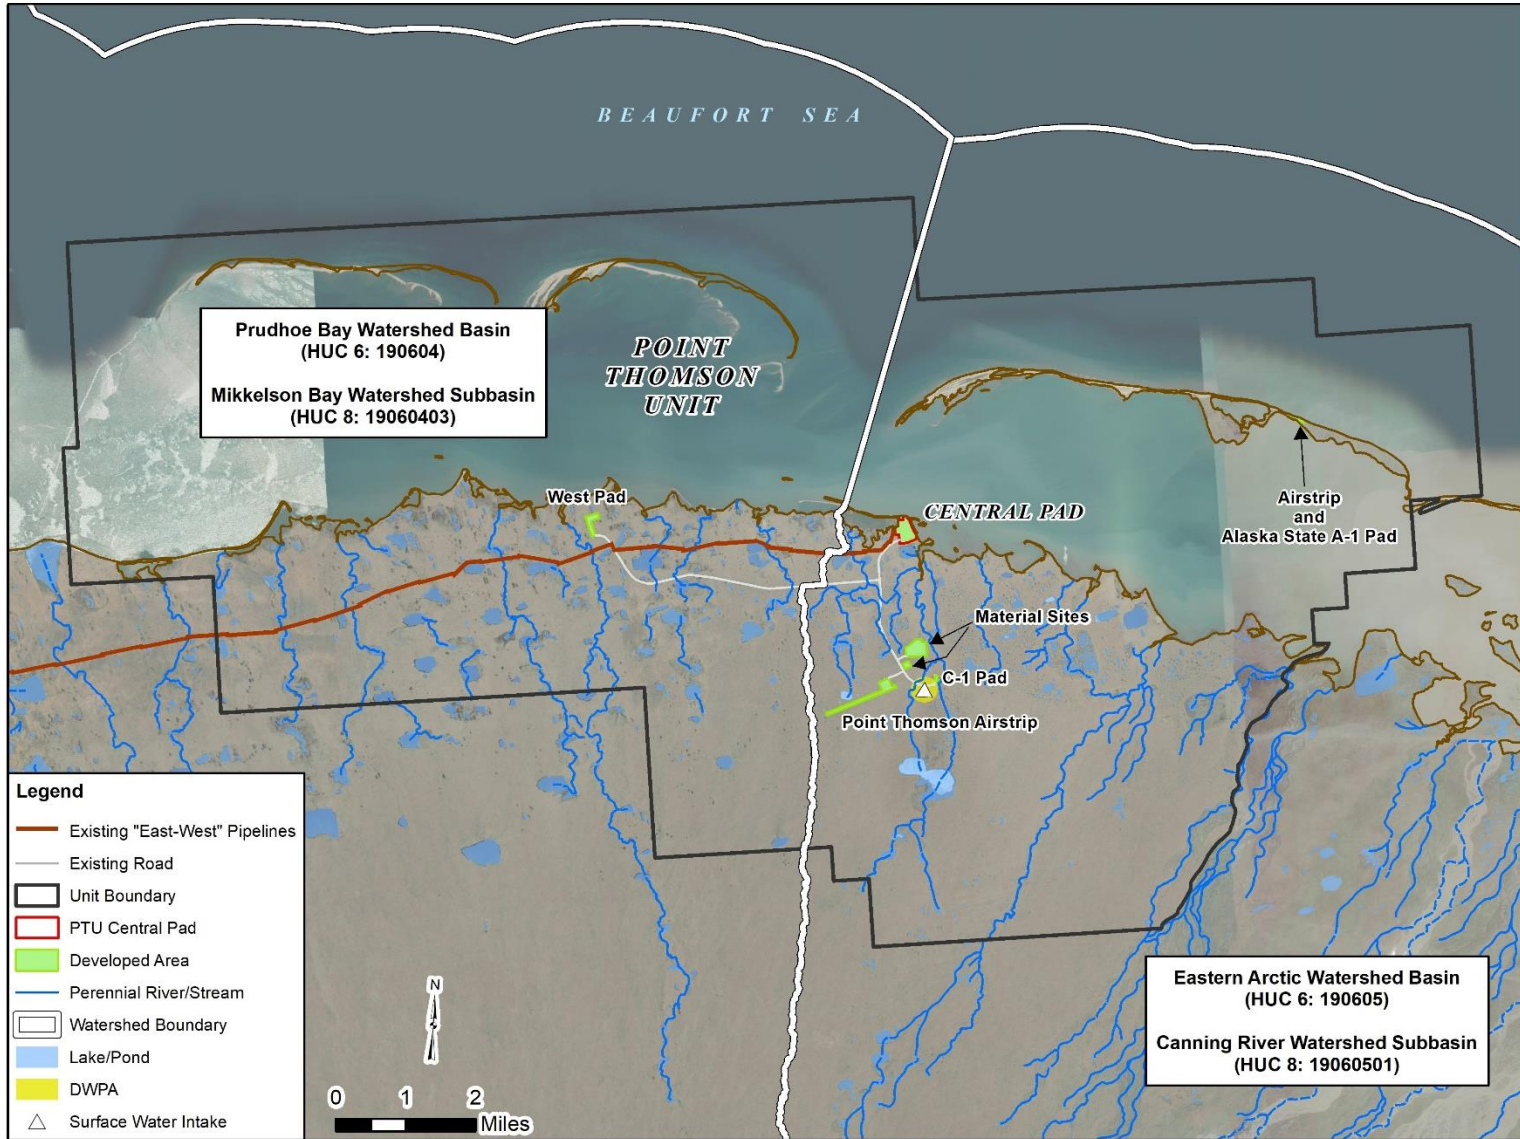 BEAUFORT SEA
Prudhoe Bay Watershed Basin
(HUC 6: 190604)
Mikkelson Bay Watershed Subbasin
(HUC 8: 19060403)
POINT
THOMSON
UNIT
West Pad
CENTRAL PAD
Airstrip
and
Alaska State A-1 Pad
Material Sites
C-1 Pad
Point Thomson Airstrip
Legend
Existing "East-West" Pipelines
Existing Road
Unit Boundary
PTU Central Pad
Developed Area
Perennial River/Stream
Watershed Boundary
Lake/Pond
DWPA
Surface Water Intake
N
0 1 2
Miles
Eastern Arctic Watershed Basin
(HUC 6: 190605)
Canning River Watershed Subbasin
(HUC 8: 19060501)